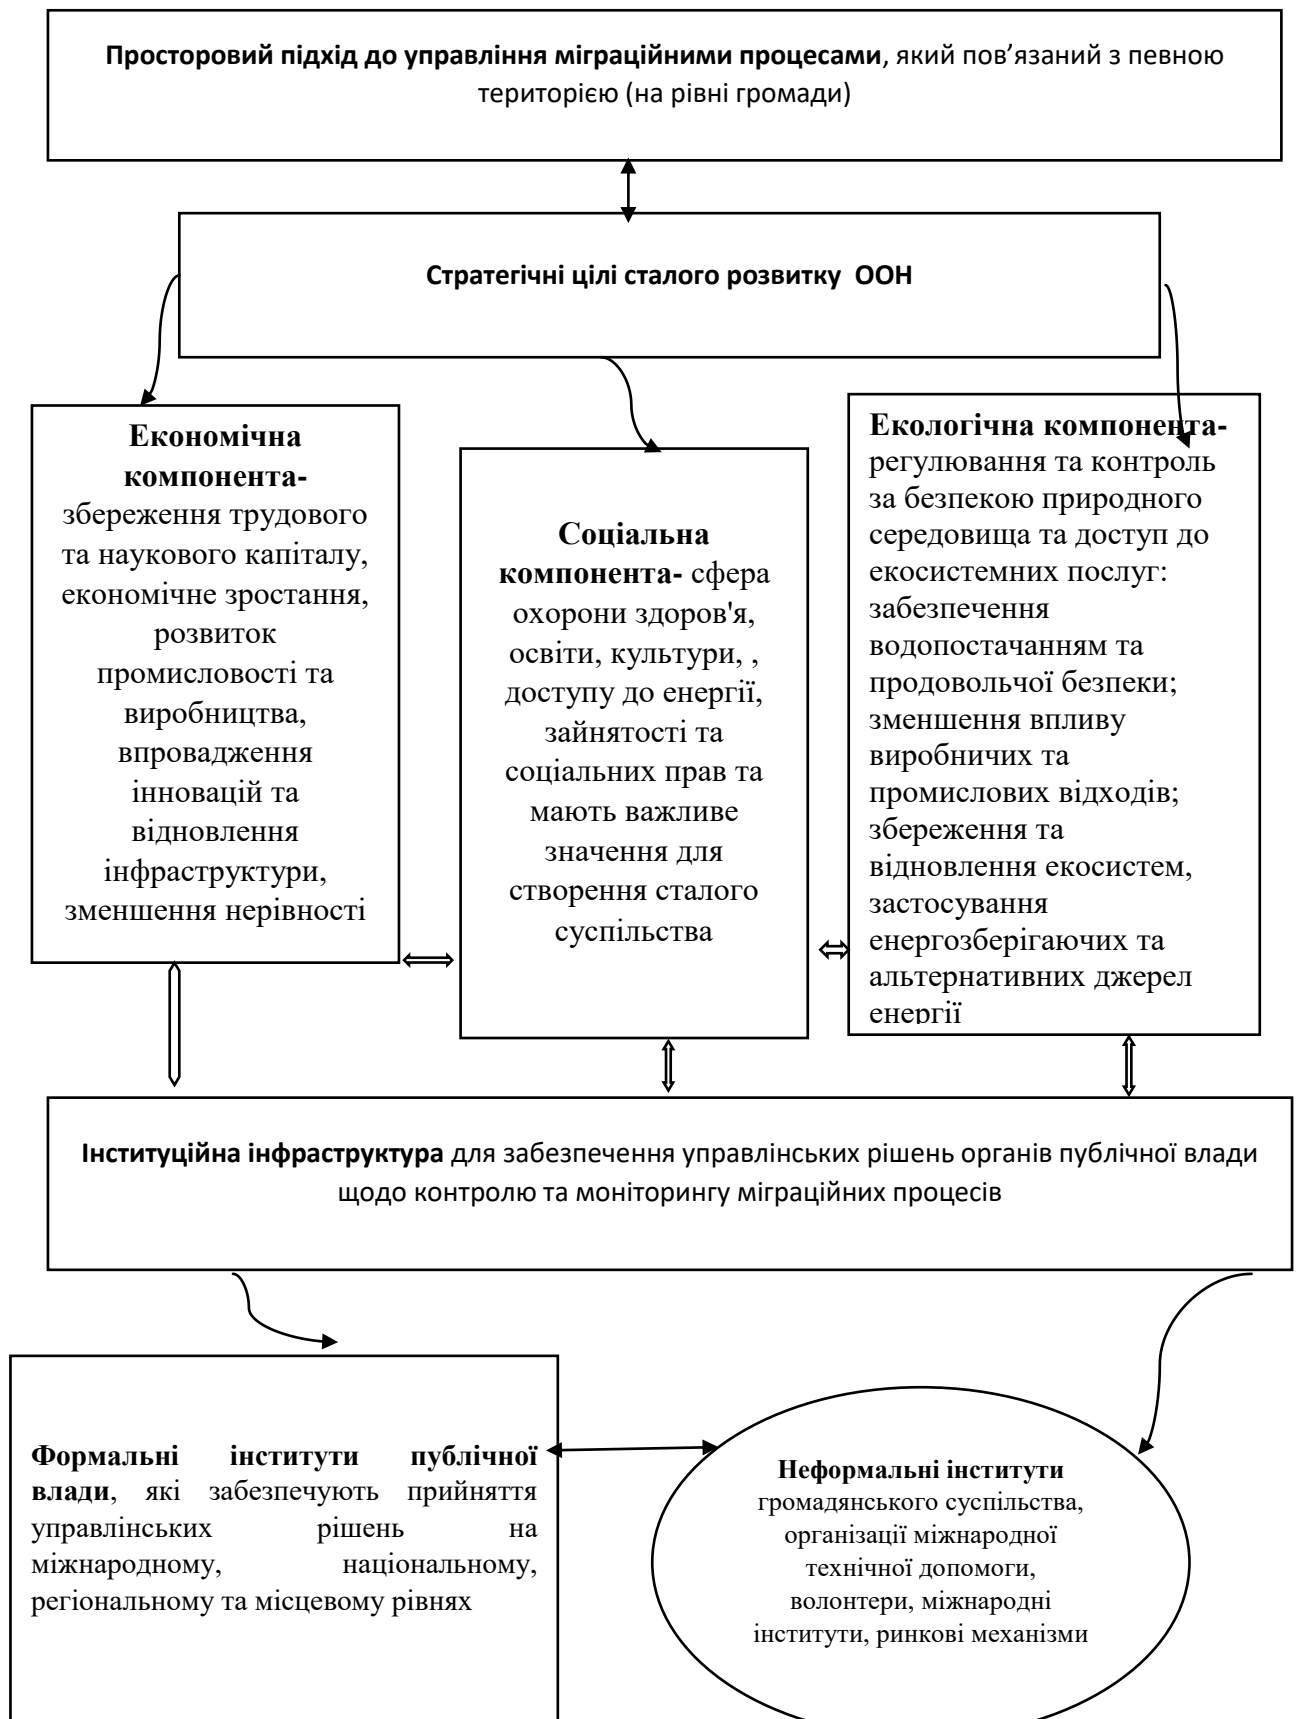 Просторовий підхід до управління міграційними процесами, який пов’язаний з певною
територією (на рівні громади)
Стратегічні цілі сталого розвитку ООН
Економічна
компонента-
збереження трудового
та наукового капіталу,
економічне зростання,
розвиток
промисловості та
виробництва,
впровадження
інновацій та
відновлення
інфраструктури,
зменшення нерівності
Соціальна
компонента- сфера
охорони здоров'я,
освіти, культури, ,
доступу до енергії,
зайнятості та
соціальних прав та
мають важливе
значення для
створення сталого
суспільства
Екологічна компонента-
регулювання та контроль
за безпекою природного
середовища та доступ до
екосистемних послуг:
забезпечення
водопостачанням та
продовольчої безпеки;
зменшення впливу
виробничих та
промислових відходів;
збереження та
відновлення екосистем,
застосування
енергозберігаючих та
альтернативних джерел
енергії
Інституційна інфраструктура для забезпечення управлінських рішень органів публічної влади
щодо контролю та моніторингу міграційних процесів
Формальні інститути публічної
влади, які забезпечують прийняття
управлінських рішень на
міжнародному, національному,
регіональному та місцевому рівнях
Неформальні інститути
громадянського суспільства,
організації міжнародної
технічної допомоги,
волонтери, міжнародні
інститути, ринкові механізми